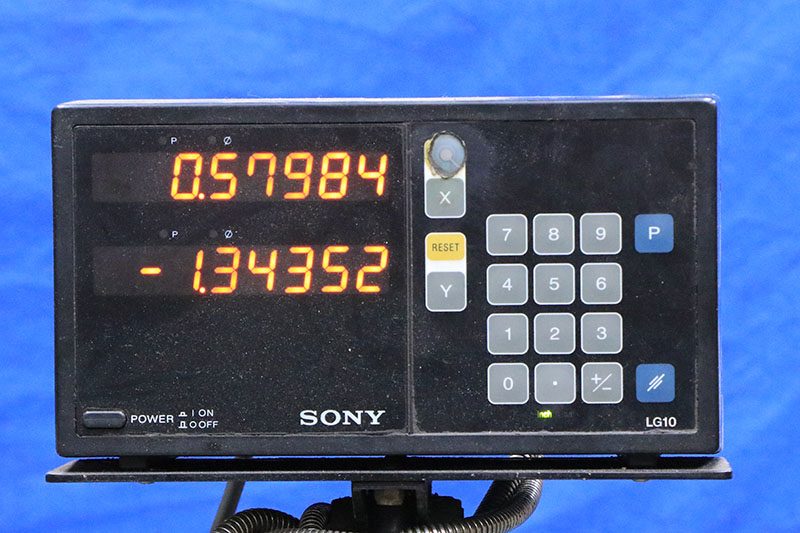 P Ø
0.57984
X
P Ø
-1.34352
RESET
Y
7 8 9 P
4 5 6
1 2 3
0 . +/-
inch
POWER I ON
O OFF
SONY
LG10